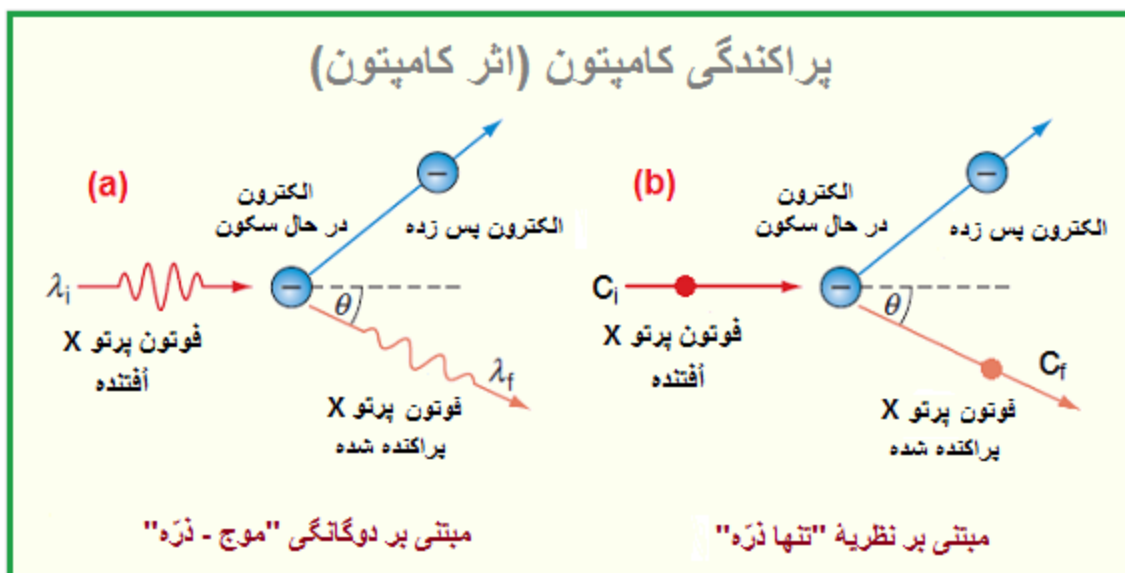 پراکندگی کامپتون (اثر کامپتون)
(a)
الکترون
در حال سکون
الکترون پس زده
λi
θ
λf
فوتون پرتو X
اُفتنده
فوتون پرتو X
پراکنده شده
مبتنی بر دوگانگی "موج - ذرّه"
(b)
الکترون
در حال سکون
الکترون پس زده
Ci
θ
Cf
فوتون پرتو X
اُفتنده
فوتون پرتو X
پراکنده شده
مبتنی بر نظریهٔ "تنها ذرّه"